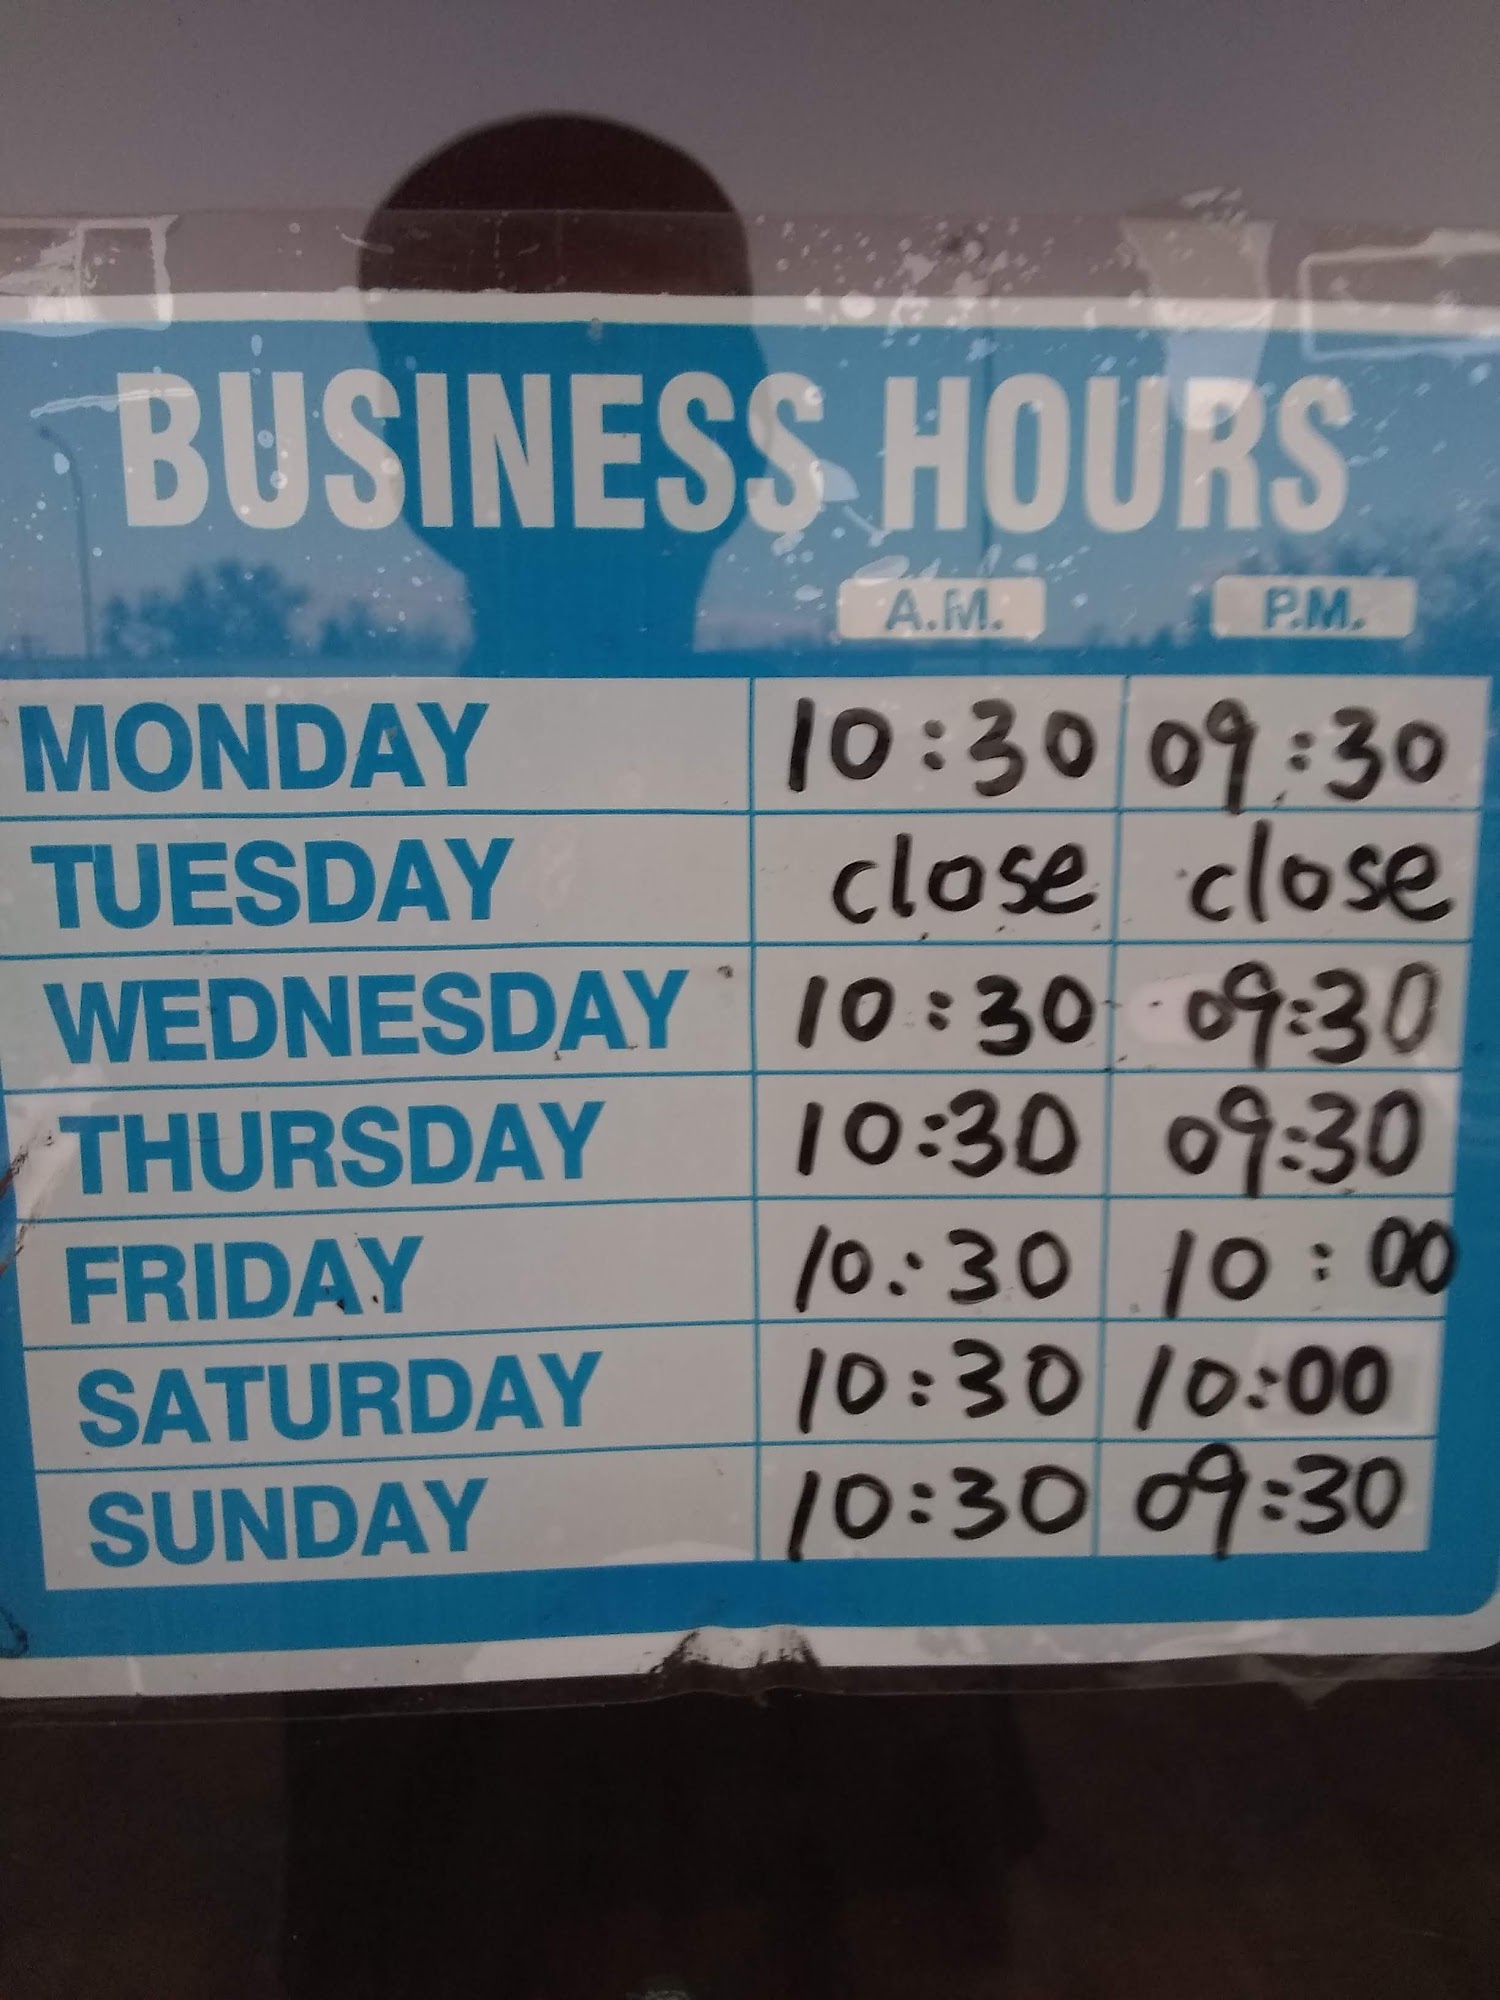 BUSINESS HOURS
A.M. P.M.
MONDAY 10:30 09:30
TUESDAY close close
WEDNESDAY 10:30 09:30
THURSDAY 10:30 09:30
FRIDAY 10:30 10:00
SATURDAY 10:30 10:00
SUNDAY 10:30 09:30